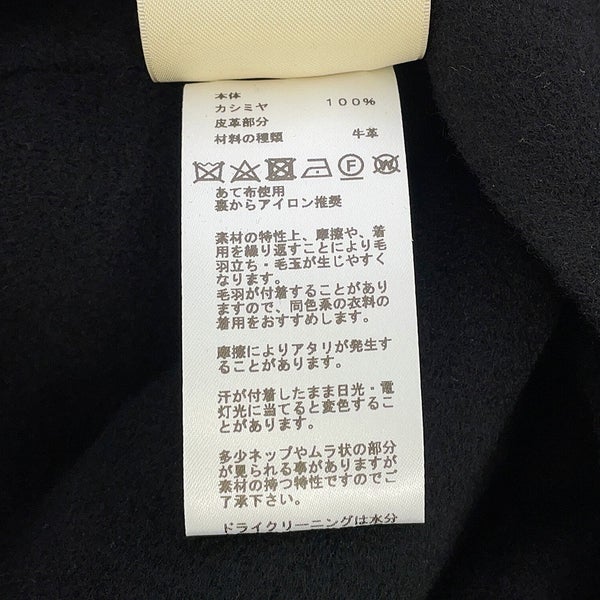 本体
カシミヤ 100%
皮革部分
材料の種類 牛革
F W
あて布使用
裏からアイロン推奨
素材の特性上、摩擦や、着
用を繰り返すことにより毛
羽立ち・毛玉が生じやすく
なります。
毛羽が付着することがあり
ますので、同色系の衣料の
着用をおすすめします。
摩擦によりアタリが発生す
ることがあります。
汗が付着したまま日光・電
灯光に当てると変色するこ
とがあります。
多少ネップやムラ状の部分
が見られる事がありますが
素材の持つ特性ですのでご
了承下さい。
ドライクリーニングは水分